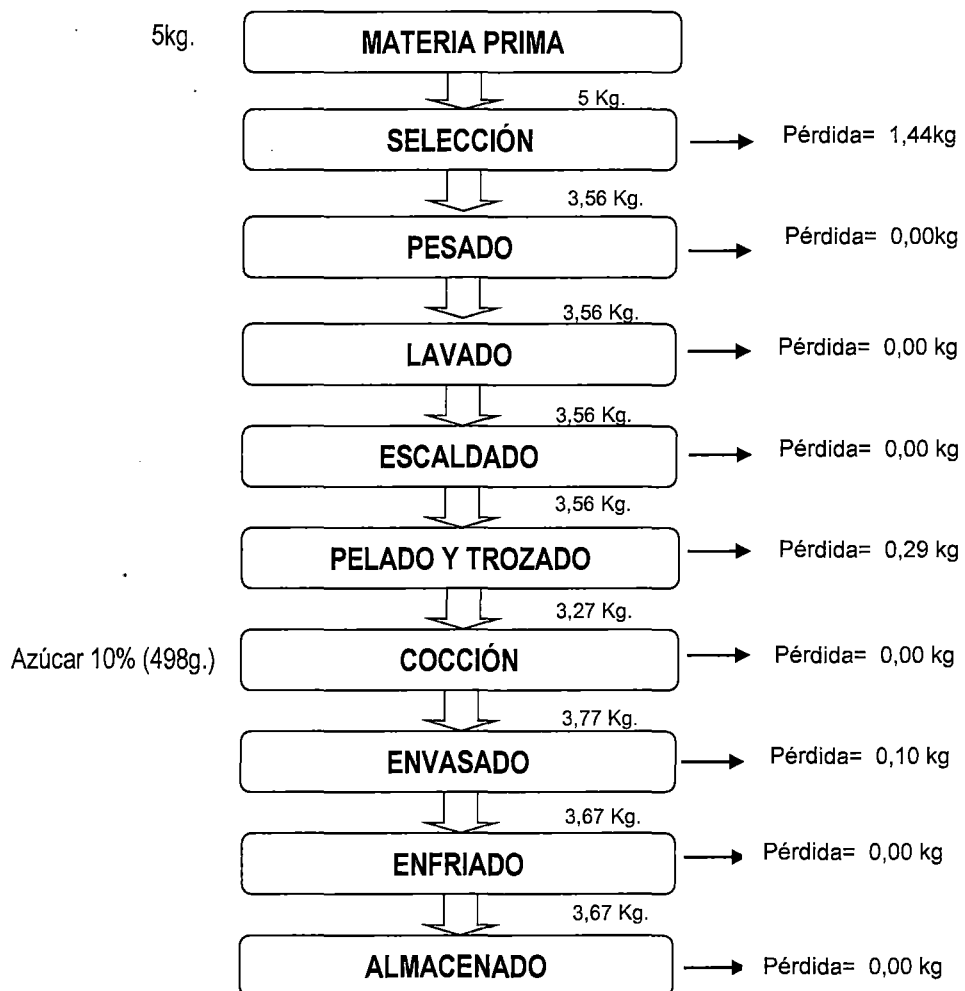 5kg.
MATERIA PRIMA
5 Kg.
SELECCIÓN
Pérdida= 1,44kg
3,56 Kg.
PESADO
Pérdida= 0,00kg
3,56 Kg.
LAVADO
Pérdida= 0,00 kg
3,56 Kg.
ESCALDADO
Pérdida= 0,00 kg
3,56 Kg.
PELADO Y TROZADO
Pérdida= 0,29 kg
3,27 Kg.
Azúcar 10% (498g.)
COCCIÓN
Pérdida= 0,00 kg
3,77 Kg.
ENVASADO
Pérdida= 0,10 kg
3,67 Kg.
ENFRIADO
Pérdida= 0,00 kg
3,67 Kg.
ALMACENADO
Pérdida= 0,00 kg